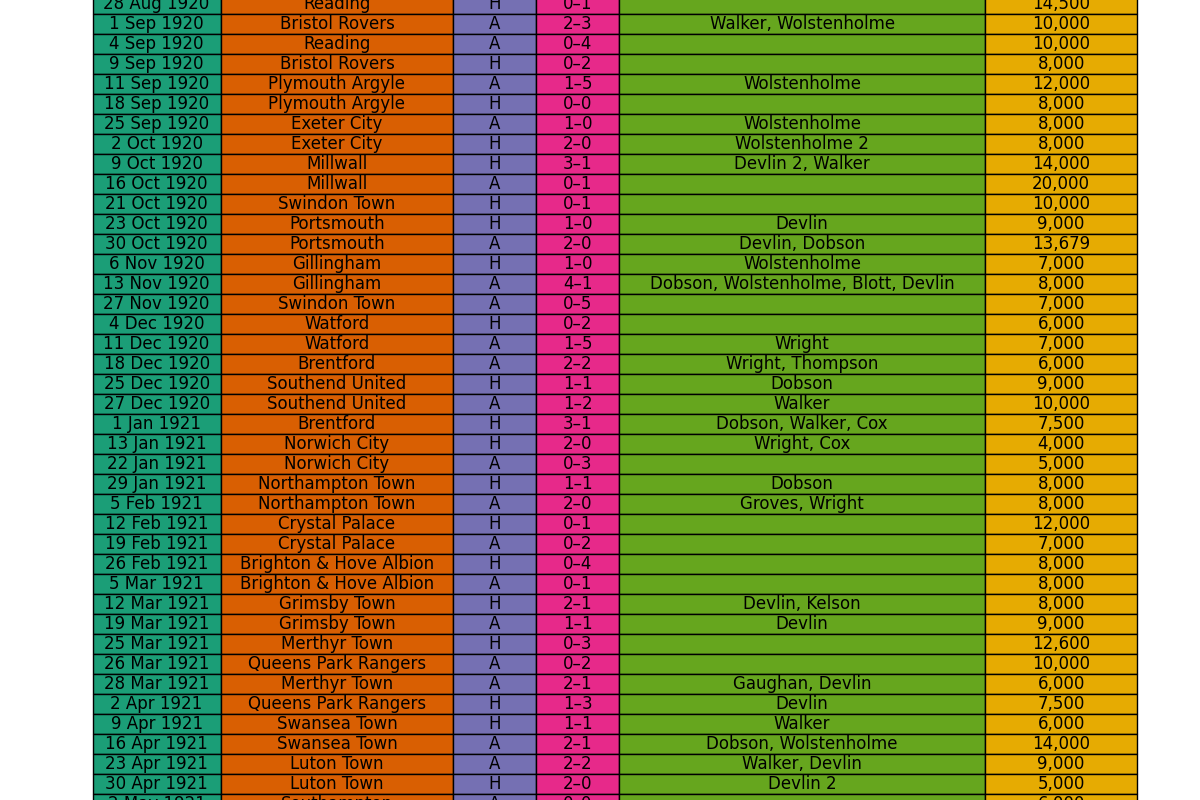 28 Aug 1920 Reading H 0–1 14,500
1 Sep 1920 Bristol Rovers A 2–3 Walker, Wolstenholme 10,000
4 Sep 1920 Reading A 0–4 10,000
9 Sep 1920 Bristol Rovers H 0–2 8,000
11 Sep 1920 Plymouth Argyle A 1–5 Wolstenholme 12,000
18 Sep 1920 Plymouth Argyle H 0–0 8,000
25 Sep 1920 Exeter City A 1–0 Wolstenholme 8,000
2 Oct 1920 Exeter City H 2–0 Wolstenholme 2 8,000
9 Oct 1920 Millwall H 3–1 Devlin 2, Walker 14,000
16 Oct 1920 Millwall A 0–1 20,000
21 Oct 1920 Swindon Town H 0–1 10,000
23 Oct 1920 Portsmouth H 1–0 Devlin 9,000
30 Oct 1920 Portsmouth A 2–0 Devlin, Dobson 13,679
6 Nov 1920 Gillingham H 1–0 Wolstenholme 7,000
13 Nov 1920 Gillingham A 4–1 Dobson, Wolstenholme, Blott, Devlin 8,000
27 Nov 1920 Swindon Town A 0–5 7,000
4 Dec 1920 Watford H 0–2 6,000
11 Dec 1920 Watford A 1–5 Wright 7,000
18 Dec 1920 Brentford A 2–2 Wright, Thompson 6,000
25 Dec 1920 Southend United H 1–1 Dobson 9,000
27 Dec 1920 Southend United A 1–2 Walker 10,000
1 Jan 1921 Brentford H 3–1 Dobson, Walker, Cox 7,500
13 Jan 1921 Norwich City H 2–0 Wright, Cox 4,000
22 Jan 1921 Norwich City A 0–3 5,000
29 Jan 1921 Northampton Town H 1–1 Dobson 8,000
5 Feb 1921 Northampton Town A 2–0 Groves, Wright 8,000
12 Feb 1921 Crystal Palace H 0–1 12,000
19 Feb 1921 Crystal Palace A 0–2 7,000
26 Feb 1921 Brighton & Hove Albion H 0–4 8,000
5 Mar 1921 Brighton & Hove Albion A 0–1 8,000
12 Mar 1921 Grimsby Town H 2–1 Devlin, Kelson 8,000
19 Mar 1921 Grimsby Town A 1–1 Devlin 9,000
25 Mar 1921 Merthyr Town H 0–3 12,600
26 Mar 1921 Queens Park Rangers A 0–2 10,000
28 Mar 1921 Merthyr Town A 2–1 Gaughan, Devlin 6,000
2 Apr 1921 Queens Park Rangers H 1–3 Devlin 7,500
9 Apr 1921 Swansea Town H 1–1 Walker 6,000
16 Apr 1921 Swansea Town A 2–1 Dobson, Wolstenholme 14,000
23 Apr 1921 Luton Town A 2–2 Walker, Devlin 9,000
30 Apr 1921 Luton Town H 2–0 Devlin 2 5,000